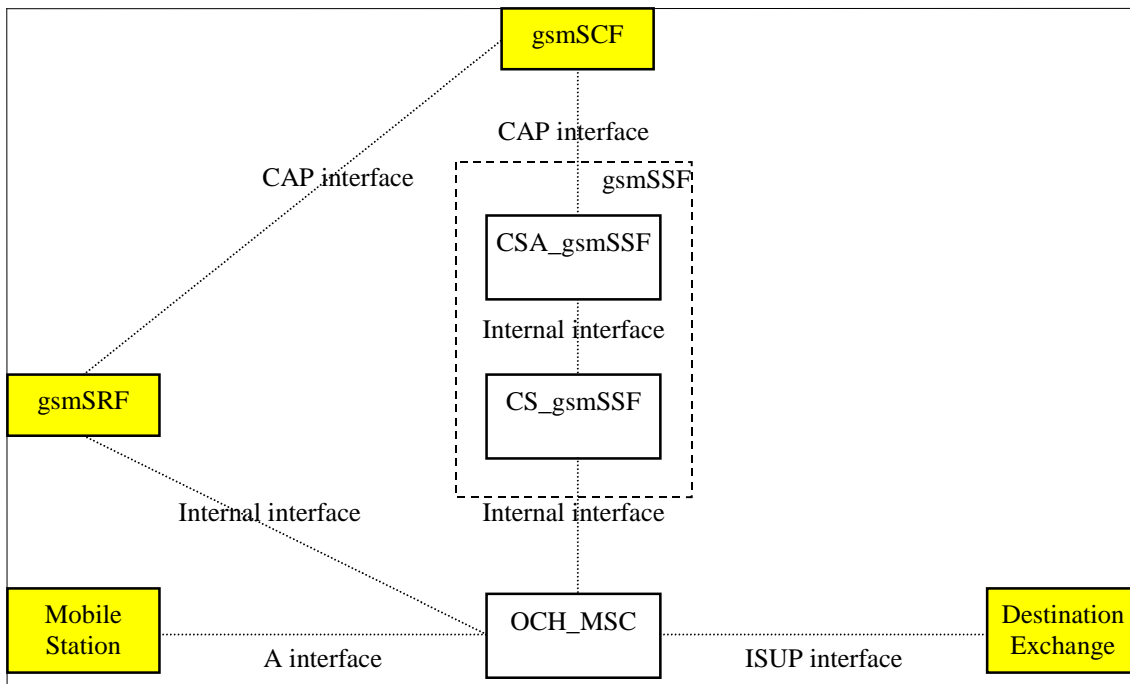 gsmSCF
CAP interface
CAP interface
gsmSSF
CSA_gsmSSF
Internal interface
gsmSRF
CS_gsmSSF
Internal interface
Internal interface
Mobile
Station
OCH_MSC
Destination
Exchange
A interface
ISUP interface